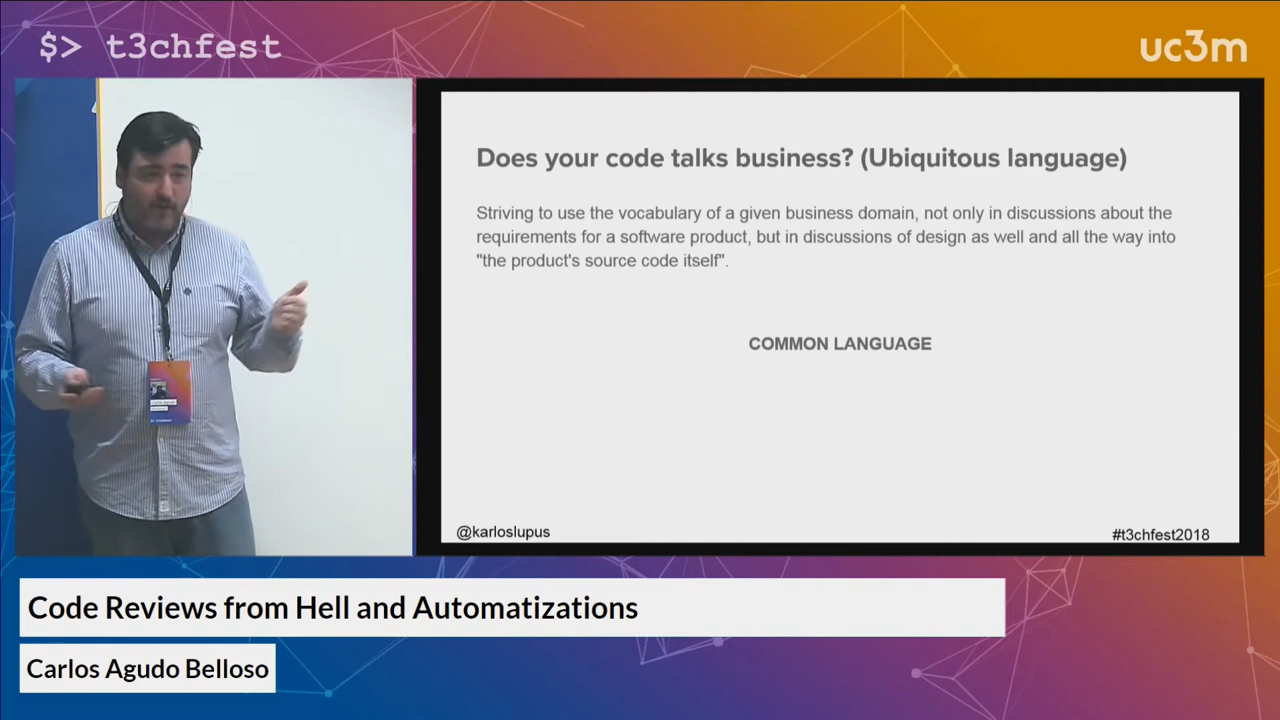 $> t3chfest
uc3m
Does your code talks business? (Ubiquitous language)
Striving to use the vocabulary of a given business domain, not only in discussions about the
requirements for a software product, but in discussions of design as well and all the way into
"the product's source code itself".
COMMON LANGUAGE
@karloslupus
#t3chfest2018
Code Reviews from Hell and Automatizations
Carlos Agudo Belloso